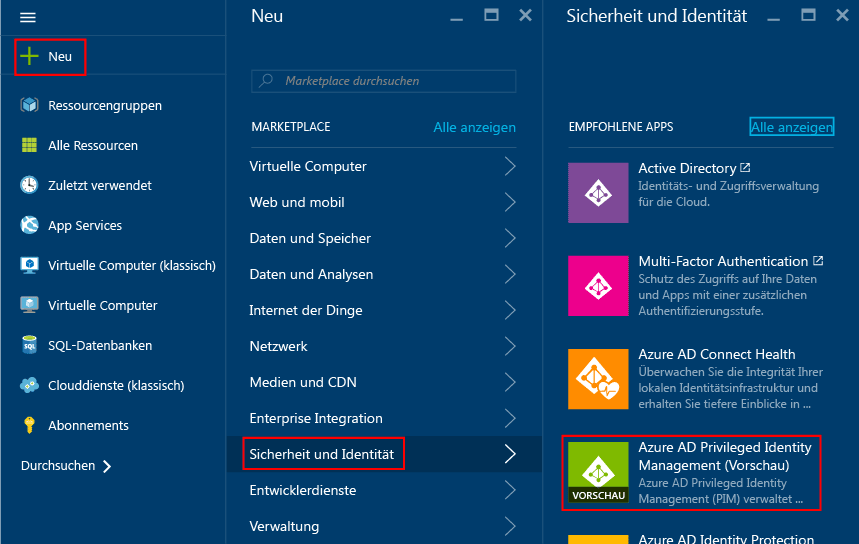 Neu
Ressourcengruppen
Alle Ressourcen
Zuletzt verwendet
App Services
Virtuelle Computer (klassisch)
Virtuelle Computer
SQL
SQL-Datenbanken
Clouddienste (klassisch)
Abonnements
Durchsuchen
Neu
Marketplace durchsuchen
MARKETPLACE
Alle anzeigen
Virtuelle Computer
Web und mobil
Daten und Speicher
Daten und Analysen
Internet der Dinge
Netzwerk
Medien und CDN
Enterprise Integration
Sicherheit und Identität
Entwicklerdienste
Verwaltung
Sicherheit und Identität
EMPFOHLENE APPS
Alle anzeigen
Active Directory
Identitäts- und Zugriffsverwaltung
für die Cloud.
Multi-Factor Authentication
Schutz des Zugriffs auf Ihre Daten
und Apps mit einer zusätzlichen
Authentifizierungsstufe.
Azure AD Connect Health
Überwachen Sie die Integrität Ihrer
lokalen Identitätsinfrastruktur und
erhalten Sie tiefere Einblicke in ...
VORSCHAU
Azure AD Privileged Identity
Management (Vorschau)
Azure AD Privileged Identity
Management (PIM) verwaltet ...
Azure AD Identity Protection